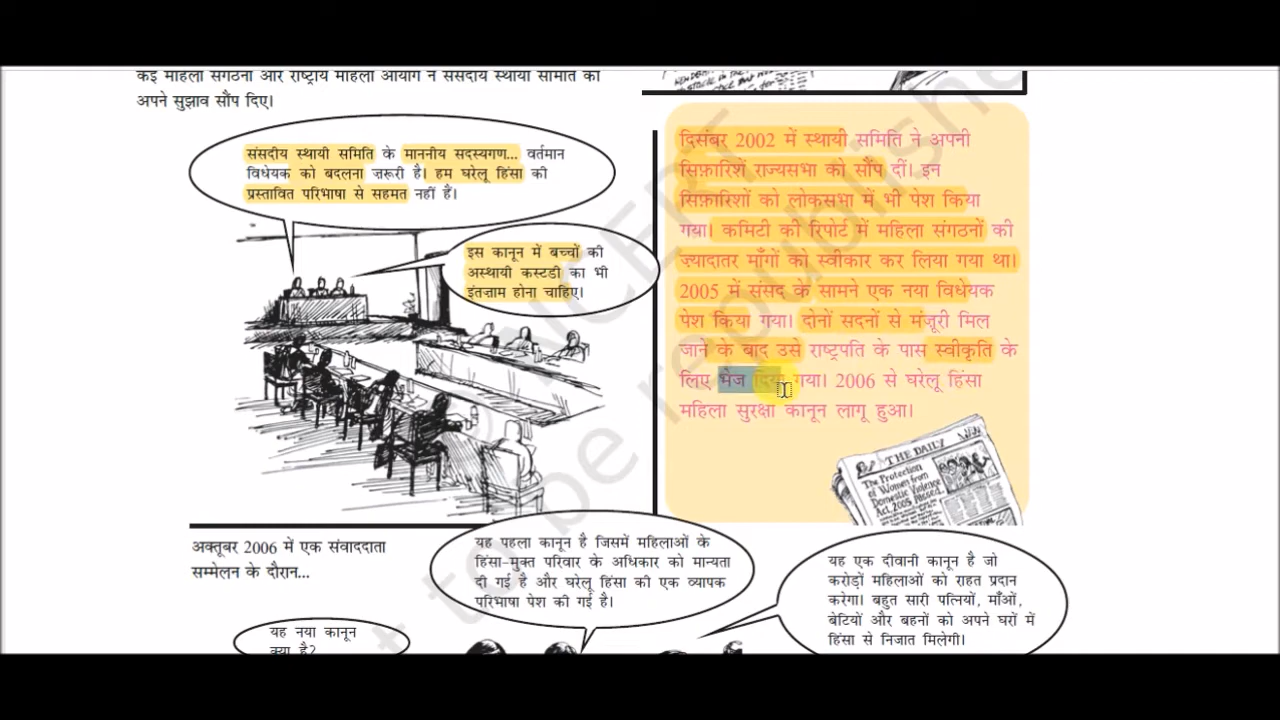 कई महिला संगठनों और राष्ट्रीय महिला आयोग ने संसदीय स्थायी समिति को
अपने सुझाव सौंप दिए।
संसदीय स्थायी समिति के माननीय सदस्यगण... वर्तमान
विधेयक को बदलना ज़रूरी है। हम घरेलू हिंसा की
प्रस्तावित परिभाषा से सहमत नहीं हैं।
इस कानून में बच्चों की
अस्थायी कस्टडी का भी
इंतज़ाम होना चाहिए।
दिसंबर 2002 में स्थायी समिति ने अपनी
सिफ़ारिशें राज्यसभा को सौंप दीं। इन
सिफ़ारिशों को लोकसभा में भी पेश किया
गया। कमिटी की रिपोर्ट में महिला संगठनों की
ज़्यादातर माँगों को स्वीकार कर लिया गया था।
2005 में संसद के सामने एक नया विधेयक
पेश किया गया। दोनों सदनों से मंज़ूरी मिल
जाने के बाद उसे राष्ट्रपति के पास स्वीकृति के
लिए भेज दिया गया। 2006 से घरेलू हिंसा
महिला सुरक्षा कानून लागू हुआ।
THE DAILY
The Protection
of Women from
Domestic Violence
Act, 2005 Passed.
अक्तूबर 2006 में एक संवाददाता
सम्मेलन के दौरान...
यह पहला कानून है जिसमें महिलाओं के
हिंसा-मुक्त परिवार के अधिकार को मान्यता
दी गई है और घरेलू हिंसा की एक व्यापक
परिभाषा पेश की गई है।
यह एक दीवानी कानून है जो
करोड़ों महिलाओं को राहत प्रदान
करेगा। बहुत सारी पत्नियों, माँओं,
बेटियों और बहनों को अपने घरों में
हिंसा से निजात मिलेगी।
यह नया कानून
क्या है?
© NCERT
t to be republishe